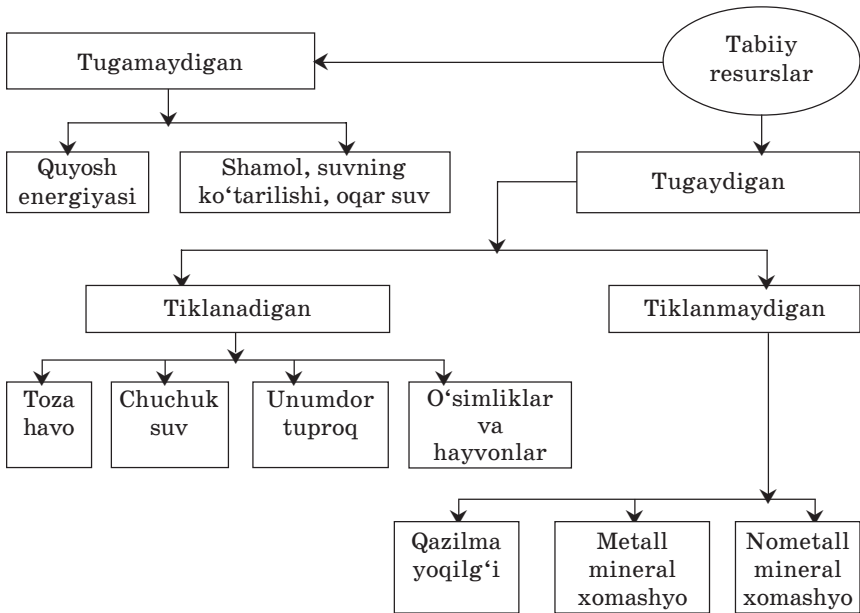 Tabiiy
resurslar
Tugamaydigan
Quyosh
energiyasi
Shamol, suvning
ko‘tarilishi, oqar suv
Tugaydigan
Tiklanadigan
Tiklanmaydigan
Toza
havo
Chuchuk
suv
Unumdor
tuproq
O‘simliklar
va
hayvonlar
Qazilma
yoqilg‘i
Metall
mineral
xomashyo
Nometall
mineral
xomashyo